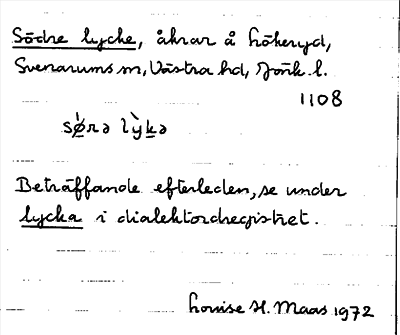 Södre lycke, åkrar å Hökeryd,
Svenarums sn, Västra hd, Jönk. l.
1108
sø̀rə lỳkə
Beträffande efterleden, se under
lycka i dialektordregistret.
Louise H. Maas 1972